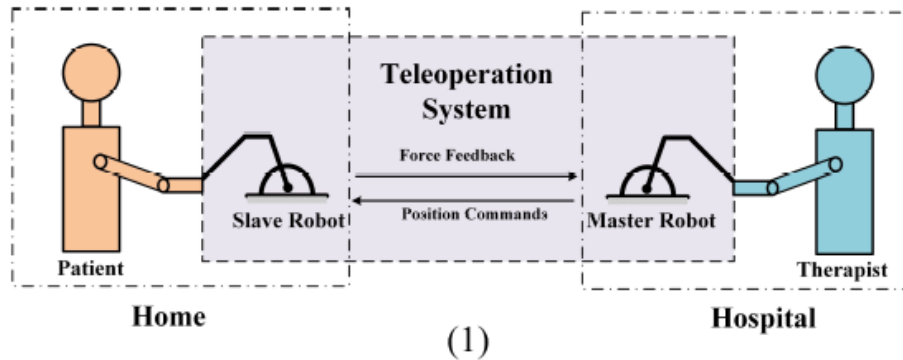 Teleoperation
System
Force Feedback
Position Commands
Slave Robot
Master Robot
Patient
Therapist
Home
Hospital
(1)